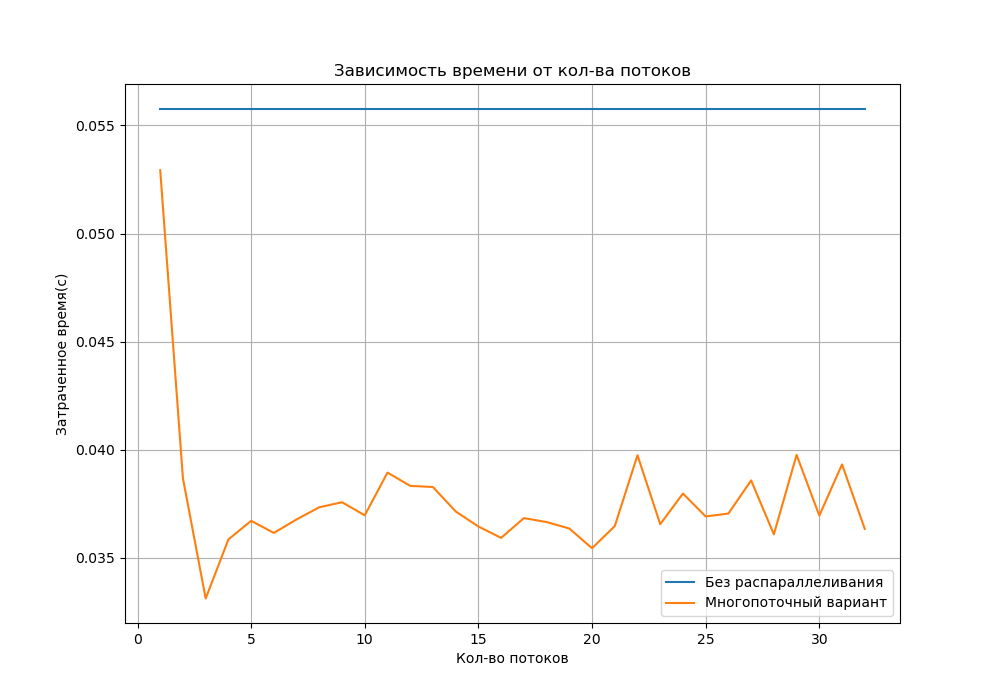 Зависимость времени от кол-ва потоков
0.055
0.050
0.045
0.040
0.035
Затраченное время(с)
0 5 10 15 20 25 30
Кол-во потоков
Без распараллеливания
Многопоточный вариант